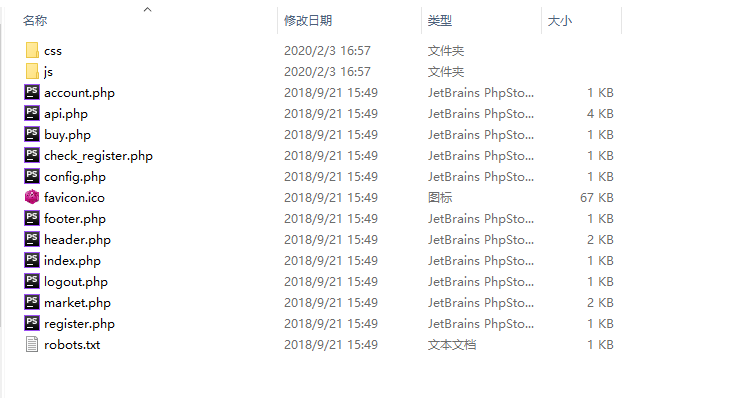 名称 修改日期 类型 大小
css 2020/2/3 16:57 文件夹
js 2020/2/3 16:57 文件夹
account.php 2018/9/21 15:49 JetBrains PhpSto... 1 KB
api.php 2018/9/21 15:49 JetBrains PhpSto... 4 KB
buy.php 2018/9/21 15:49 JetBrains PhpSto... 1 KB
check_register.php 2018/9/21 15:49 JetBrains PhpSto... 1 KB
config.php 2018/9/21 15:49 JetBrains PhpSto... 1 KB
favicon.ico 2018/9/21 15:49 图标 67 KB
footer.php 2018/9/21 15:49 JetBrains PhpSto... 1 KB
header.php 2018/9/21 15:49 JetBrains PhpSto... 2 KB
index.php 2018/9/21 15:49 JetBrains PhpSto... 1 KB
logout.php 2018/9/21 15:49 JetBrains PhpSto... 1 KB
market.php 2018/9/21 15:49 JetBrains PhpSto... 2 KB
register.php 2018/9/21 15:49 JetBrains PhpSto... 1 KB
robots.txt 2018/9/21 15:49 文本文档 1 KB